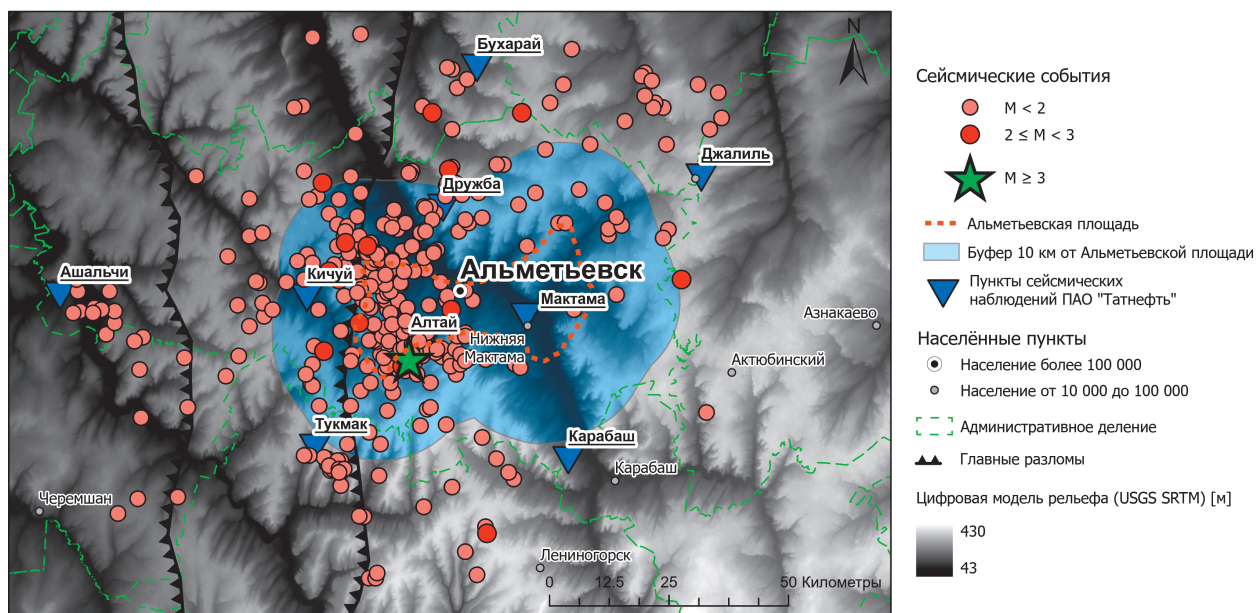 N
Бухарай
Джалиль
Дружба
Ашальчи
Кичуй
Альметьевск
Мактама
Алтай
Нижняя
Мактама
Азнакаево
Актюбинский
Тукмак
Карабаш
Карабаш
Черемшан
Лениногорск
0 12.5 25 50 Километры
Сейсмические события
M < 2
2 ≤ M < 3
M ≥ 3
Альметьевская площадь
Буфер 10 км от Альметьевской площади
Пункты сейсмических
наблюдений ПАО "Татнефть"
Населённые пункты
Население более 100 000
Население от 10 000 до 100 000
Административное деление
Главные разломы
Цифровая модель рельефа (USGS SRTM) [м]
430
43